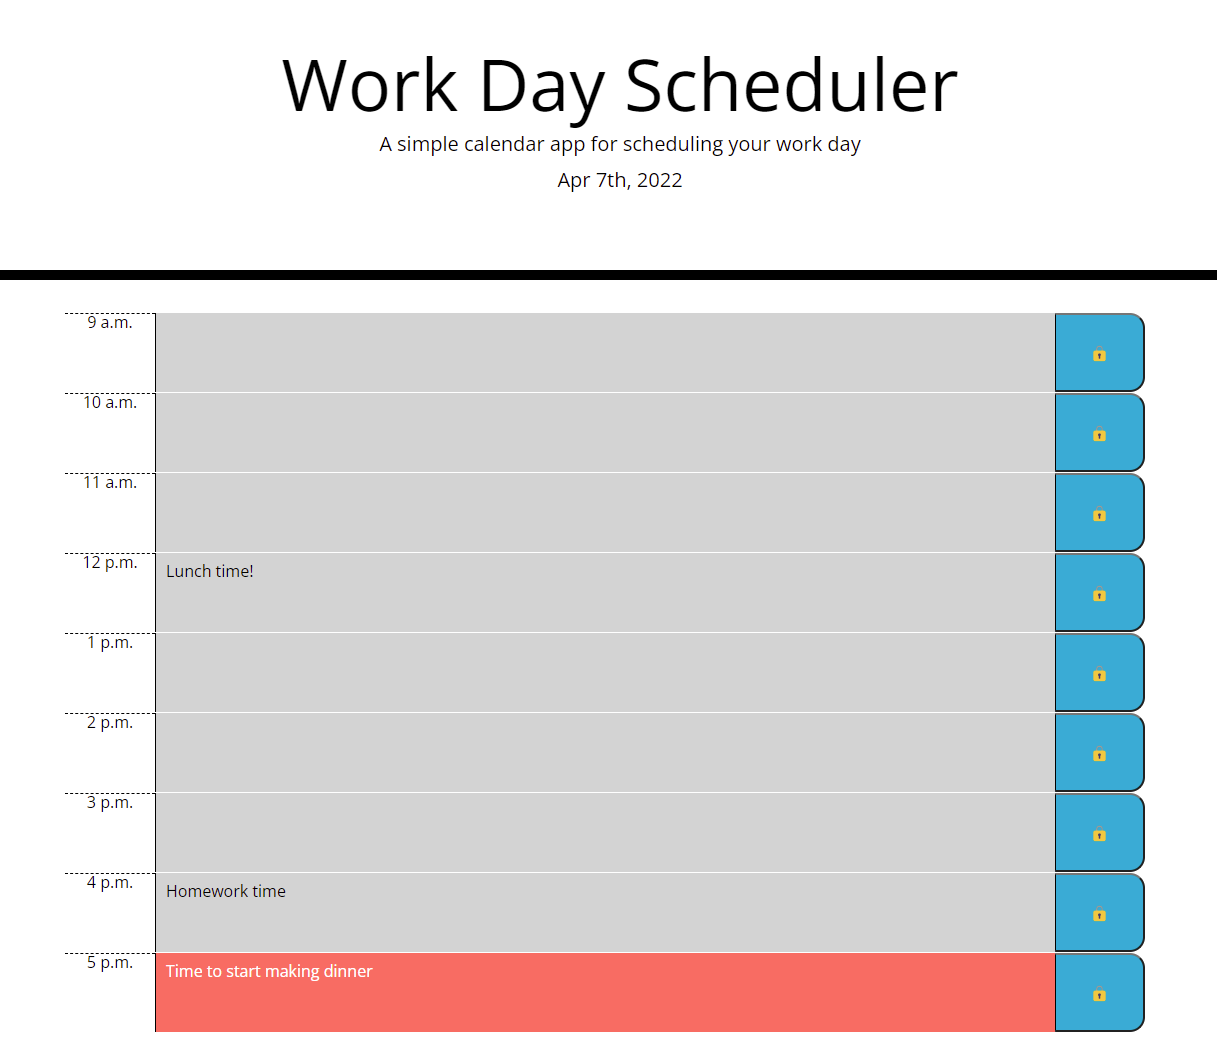 Work Day Scheduler
A simple calendar app for scheduling your work day
Apr 7th, 2022
9 a.m.
10 a.m.
11 a.m.
12 p.m. Lunch time!
1 p.m.
2 p.m.
3 p.m.
4 p.m. Homework time
5 p.m. Time to start making dinner